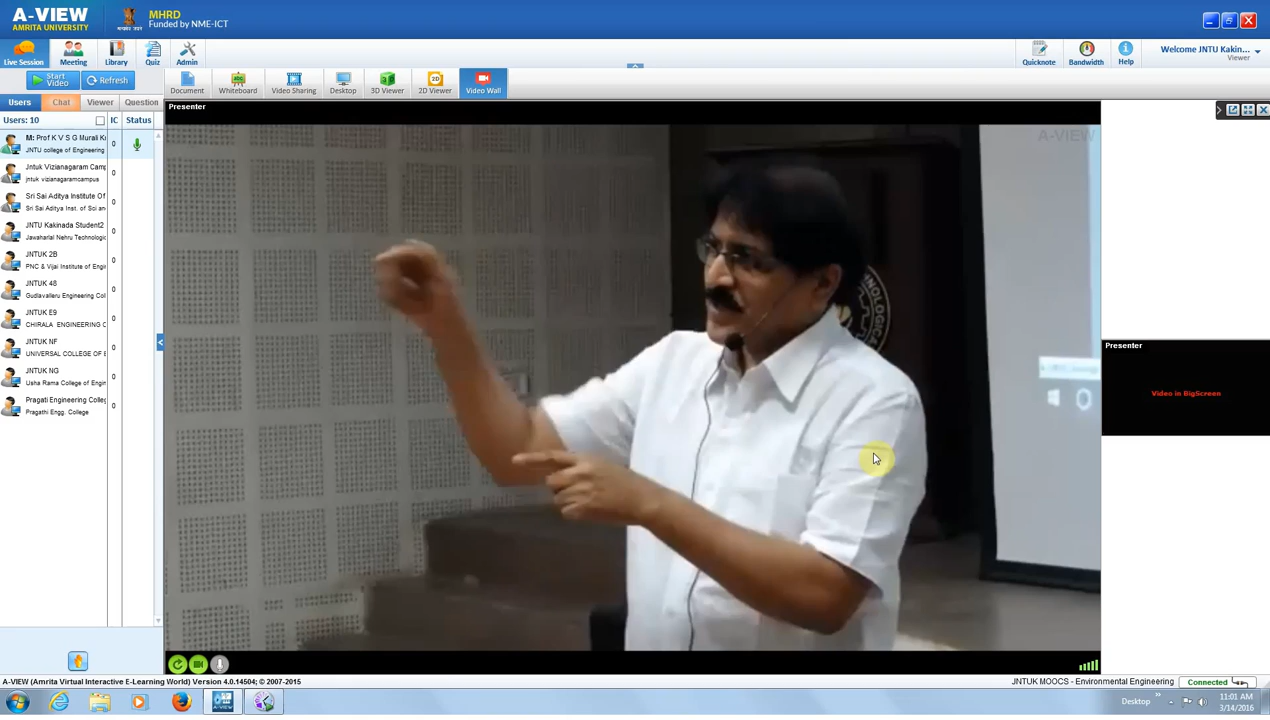 A-VIEW
AMRITA UNIVERSITY
MHRD
Funded by NME-ICT
Live Session
Meeting
Library
Quiz
Admin
Quicknote
Bandwidth
Help
Welcome JNTU Kakin...
Viewer
Start Video
Refresh
Document
Whiteboard
Video Sharing
Desktop
3D Viewer
2D Viewer
Video Wall
Users
Chat
Viewer
Question
Users: 10
IC
Status
M: Prof K V S G Murali Kr
JNTU college of Engineering
0
Jntuk Vizianagaram Camp
jntuk vizianagaramcampus
0
Sri Sai Aditya Institute Of
Sri Sai Aditya Inst. of Sci and
0
JNTU Kakinada Student2
Jawaharlal Nehru Technologic
0
JNTUK 2B
PNC & Vijai Institute of Engin
0
JNTUK 48
Gudlavalleru Engineering Coll
0
JNTUK E9
CHIRALA ENGINEERING C
0
JNTUK NF
UNIVERSAL COLLEGE OF E
0
JNTUK NG
Usha Rama College of Engin
0
Pragati Engineering Colleg
Pragathi Engg. College
0
Presenter
A-VIEW
Presenter
Video in BigScreen
A-VIEW (Amrita Virtual Interactive E-Learning World) Version 4.0.14504; © 2007-2015
JNTUK MOOCS - Environmental Engineering
Connected
Desktop
11:01 AM
3/14/2016